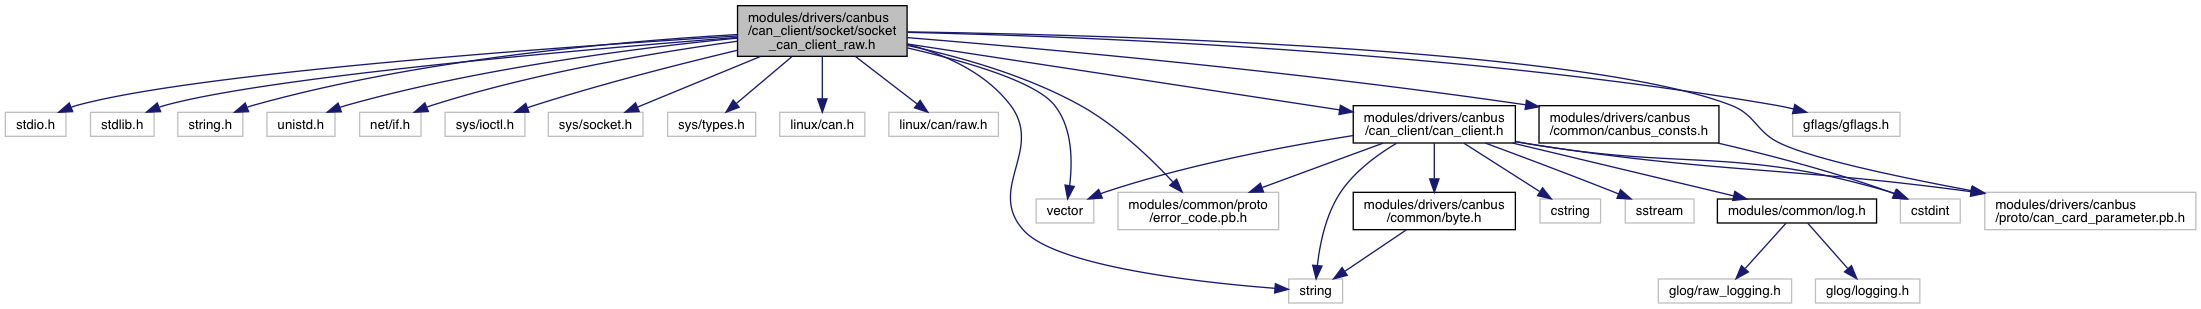 modules/drivers/canbus
/can_client/socket/socket
_can_client_raw.h
stdio.h
stdlib.h
string.h
unistd.h
net/if.h
sys/ioctl.h
sys/socket.h
sys/types.h
linux/can.h
linux/can/raw.h
modules/drivers/canbus
/can_client/can_client.h
modules/drivers/canbus
/common/canbus_consts.h
gflags/gflags.h
vector
modules/common/proto
/error_code.pb.h
modules/drivers/canbus
/common/byte.h
cstring
sstream
modules/common/log.h
cstdint
modules/drivers/canbus
/proto/can_card_parameter.pb.h
string
glog/raw_logging.h
glog/logging.h